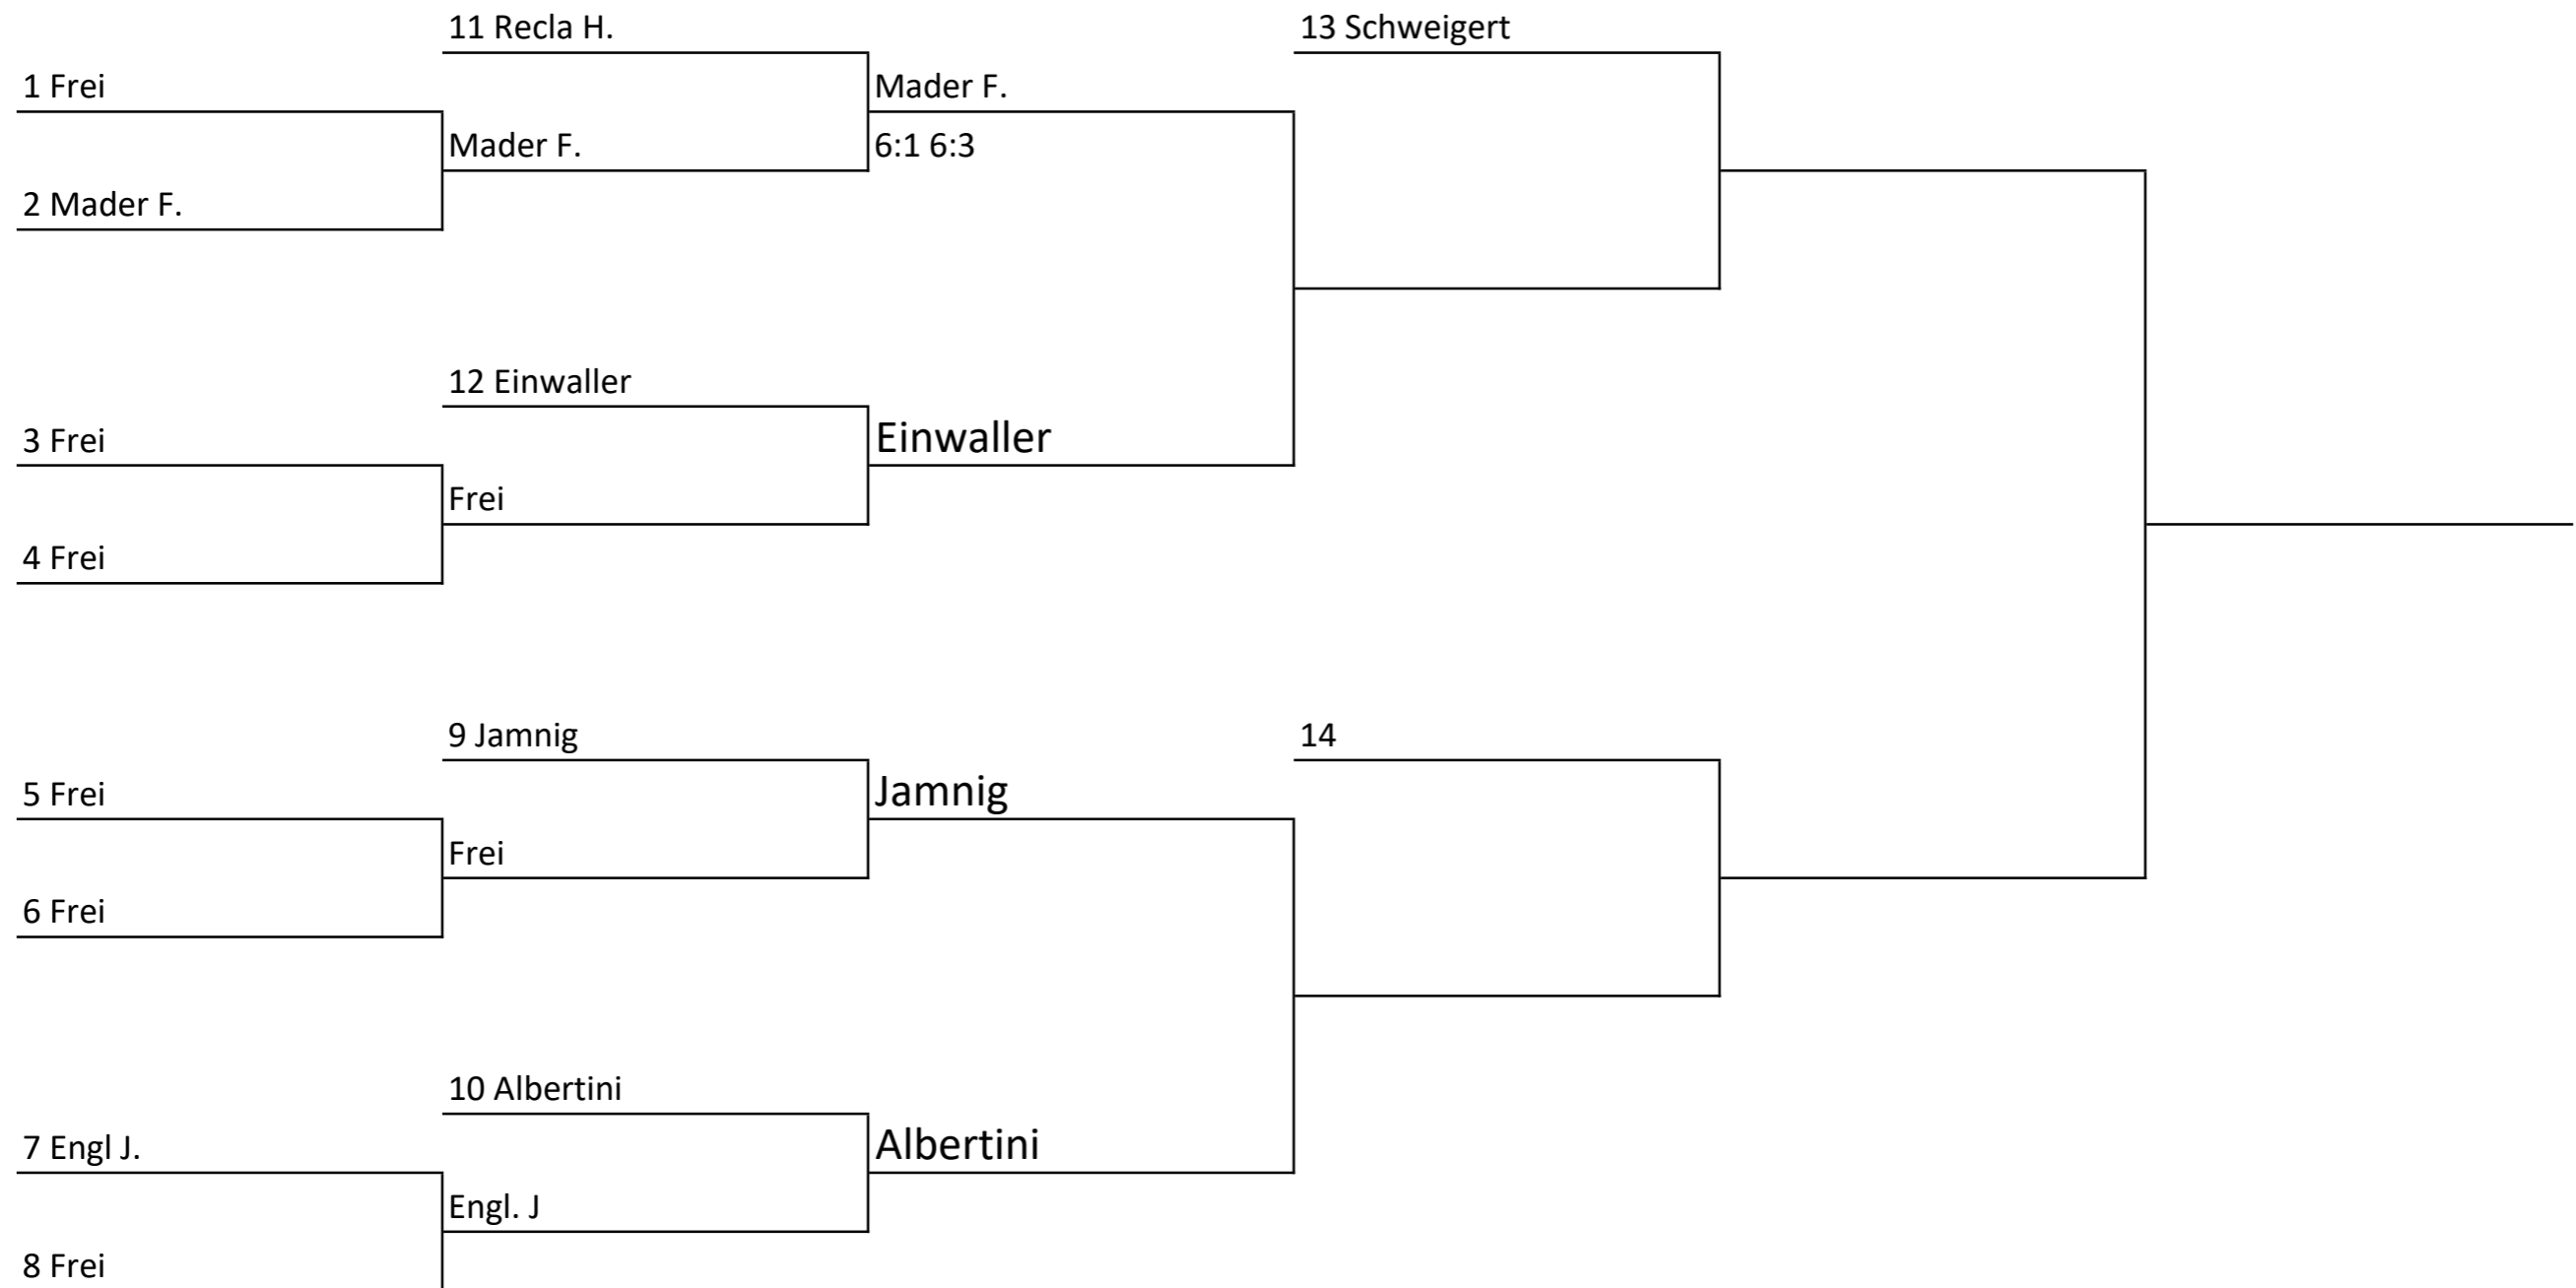 11 Recla H.
13 Schweigert
1 Frei
Mader F.
Mader F.
6:1 6:3
2 Mader F.
12 Einwaller
3 Frei
Einwaller
Frei
4 Frei
9 Jamnig
14
5 Frei
Jamnig
Frei
6 Frei
10 Albertini
7 Engl J.
Albertini
Engl. J
8 Frei